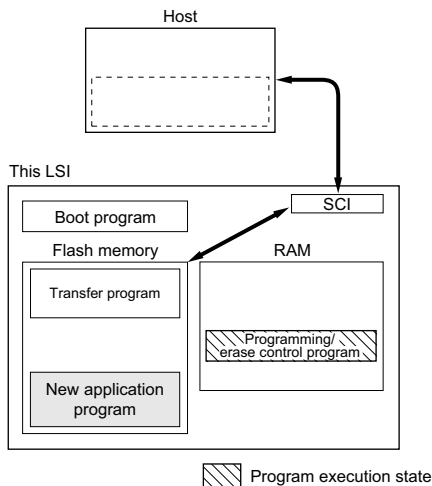 Host
This LSI
SCI
Boot program
Flash memory
RAM
Transfer program
Programming/
erase control program
New application
program
Program execution state